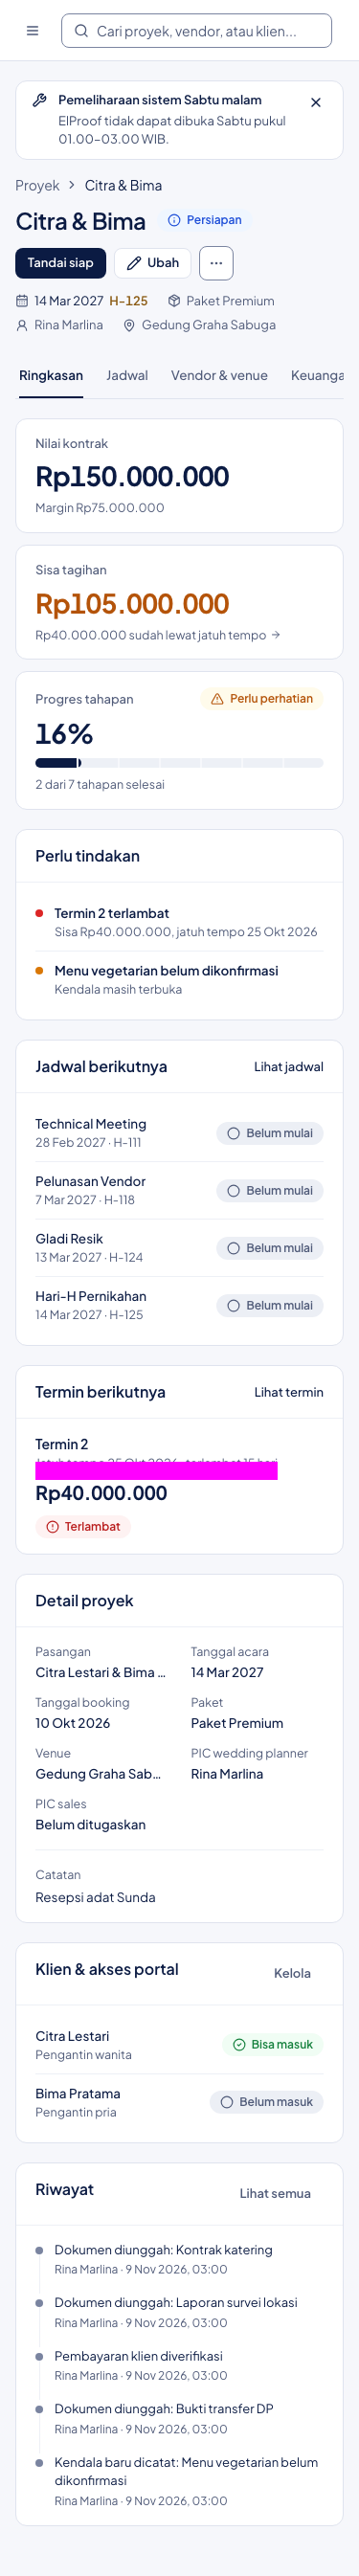 Cari proyek, vendor, atau klien...
Pemeliharaan sistem Sabtu malam
ElProof tidak dapat dibuka Sabtu pukul
01.00–03.00 WIB.
Proyek > Citra & Bima
Citra & Bima
Persiapan
Tandai siap
Ubah
14 Mar 2027 H-125
Paket Premium
Rina Marlina
Gedung Graha Sabuga
Ringkasan Jadwal Vendor & venue Keuanga
Nilai kontrak
Rp150.000.000
Margin Rp75.000.000
Sisa tagihan
Rp105.000.000
Rp40.000.000 sudah lewat jatuh tempo →
Progres tahapan
Perlu perhatian
16%
2 dari 7 tahapan selesai
Perlu tindakan
Termin 2 terlambat
Sisa Rp40.000.000, jatuh tempo 25 Okt 2026
Menu vegetarian belum dikonfirmasi
Kendala masih terbuka
Jadwal berikutnya
Lihat jadwal
Technical Meeting
28 Feb 2027 · H-111
Belum mulai
Pelunasan Vendor
7 Mar 2027 · H-118
Belum mulai
Gladi Resik
13 Mar 2027 · H-124
Belum mulai
Hari-H Pernikahan
14 Mar 2027 · H-125
Belum mulai
Termin berikutnya
Lihat termin
Termin 2
Rp40.000.000
Terlambat
Detail proyek
Pasangan
Citra Lestari & Bima ...
Tanggal acara
14 Mar 2027
Tanggal booking
10 Okt 2026
Paket
Paket Premium
Venue
Gedung Graha Sab...
PIC wedding planner
Rina Marlina
PIC sales
Belum ditugaskan
Catatan
Resepsi adat Sunda
Klien & akses portal
Kelola
Citra Lestari
Pengantin wanita
Bisa masuk
Bima Pratama
Pengantin pria
Belum masuk
Riwayat
Lihat semua
Dokumen diunggah: Kontrak katering
Rina Marlina · 9 Nov 2026, 03:00
Dokumen diunggah: Laporan survei lokasi
Rina Marlina · 9 Nov 2026, 03:00
Pembayaran klien diverifikasi
Rina Marlina · 9 Nov 2026, 03:00
Dokumen diunggah: Bukti transfer DP
Rina Marlina · 9 Nov 2026, 03:00
Kendala baru dicatat: Menu vegetarian belum
dikonfirmasi
Rina Marlina · 9 Nov 2026, 03:00